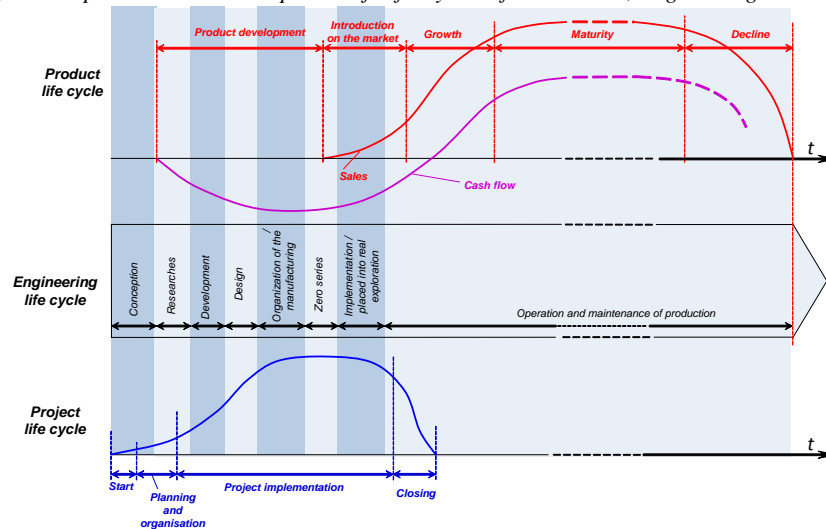 Product development
Introduction
on the market
Growth
Maturity
Decline
Product
life cycle
t
Sales
Cash flow
Engineering
life cycle
Conception
Researches
Development
Design
Organization of the /
manufacturing
Zero series
Implementation /
placed into real
exploration
Operation and maintenance of production
Project
life cycle
t
Start
Planning
and
organisation
Project implementation
Closing